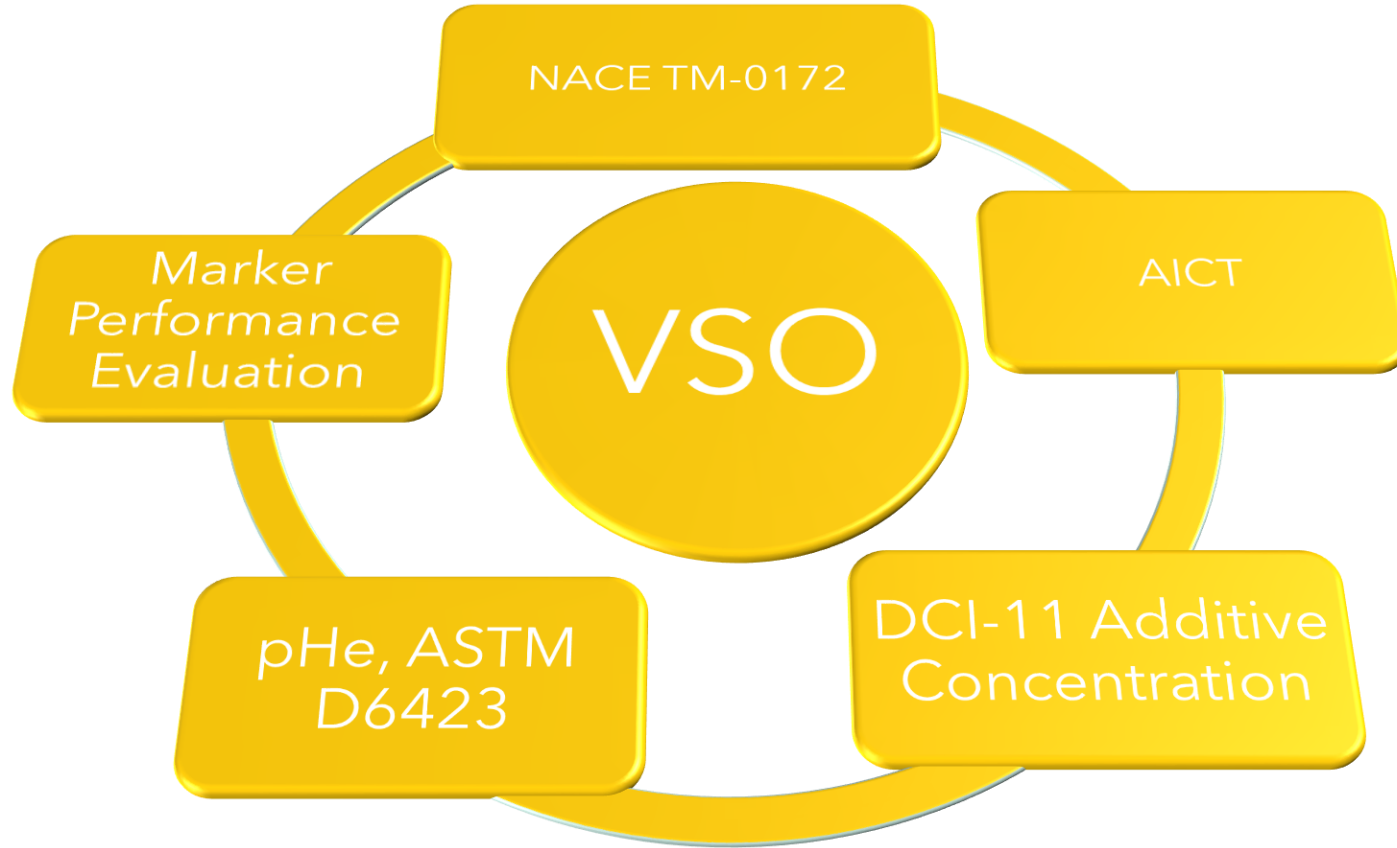 NACE TM-0172
AICT
Marker
Performance
Evaluation
VSO
DCI-11 Additive
Concentration
pHe, ASTM
D6423